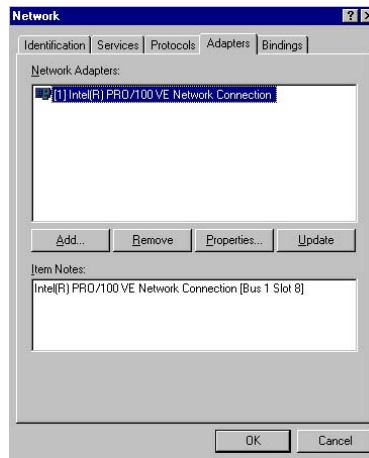 Network
Identification Services Protocols Adapters Bindings
Network Adapters:
[1] Intel(R) PRO/100 VE Network Connection
Add... Remove Properties... Update
Item Notes:
Intel(R) PRO/100 VE Network Connection [Bus 1 Slot 8]
OK Cancel